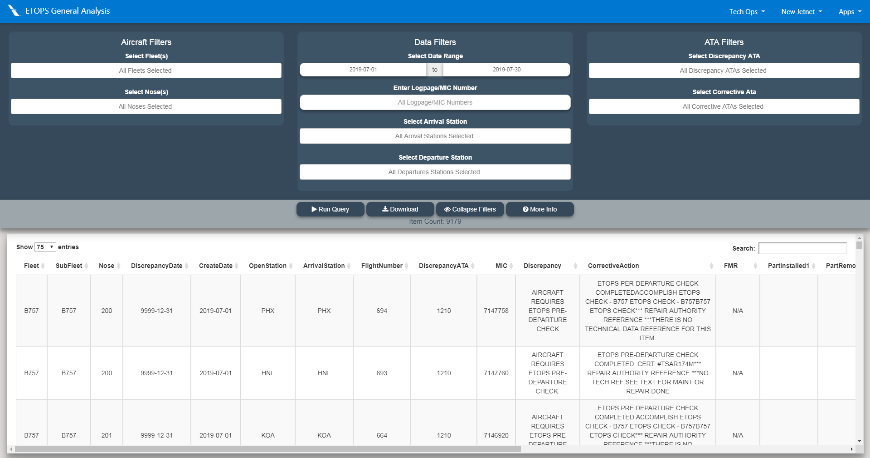 ETOPS General Analysis
Tech Ops New Jetnet Apps
Aircraft Filters
Select Fleet(s)
All Fleets Selected
Select Nose(s)
All Noses Selected
Data Filters
Select Date Range
2019-07-01 to 2019-07-30
Enter Logpage/MIC Number
All Logpage/MIC Numbers
Select Arrival Station
All Arrival Stations Selected
Select Departure Station
All Departures Stations Selected
ATA Filters
Select Discrepancy ATA
All Discrepancy ATAs Selected
Select Corrective Ata
All Corrective ATAs Selected
Run Query Download Collapse Filters More Info
Item Count: 9179
Show 75 entries
Search:
Fleet SubFleet Nose DiscrepancyDate CreateDate OpenStation ArrivalStation FlightNumber DiscrepancyATA MIC Discrepancy CorrectiveAction FMR PartInstalled1 PartRemo
B757 B757 200 9999-12-31 2019-07-01 PHX PHX 694 1210 7147758
AIRCRAFT
REQUIRES
ETOPS PRE-
DEPARTURE
CHECK
ETOPS PER DEPARTURE CHECK
COMPLETEDACCOMPLISH ETOPS
CHECK - B757 ETOPS CHECK - B757B757
ETOPS CHECK*** REPAIR AUTHORITY
REFERENCE ***THERE IS NO
TECHNICAL DATA REFERENCE FOR THIS
ITEM
N/A
B757 B757 200 9999-12-31 2019-07-01 HNL HNL 693 1210 7147760
AIRCRAFT
REQUIRES
ETOPS PRE-
DEPARTURE
CHECK
ETOPS PRE-DEPARTURE CHECK
COMPLETED. CERT. #TSAR174M***
REPAIR AUTHORITY REFERENCE ***NO
TECH REF SEE TEXT FOR MAINT OR
REPAIR DONE
N/A
B757 B757 201 9999-12-31 2019-07-01 KOA KOA 664 1210 7146920
AIRCRAFT
REQUIRES
ETOPS PRE
DEPARTURE
ETOPS PRE DEPARTURE CHECK
COMPLETED ACCOMPLISH ETOPS
CHECK - B757 ETOPS CHECK - B757B757
ETOPS CHECK*** REPAIR AUTHORITY
REFERENCE ***THERE IS NO
N/A